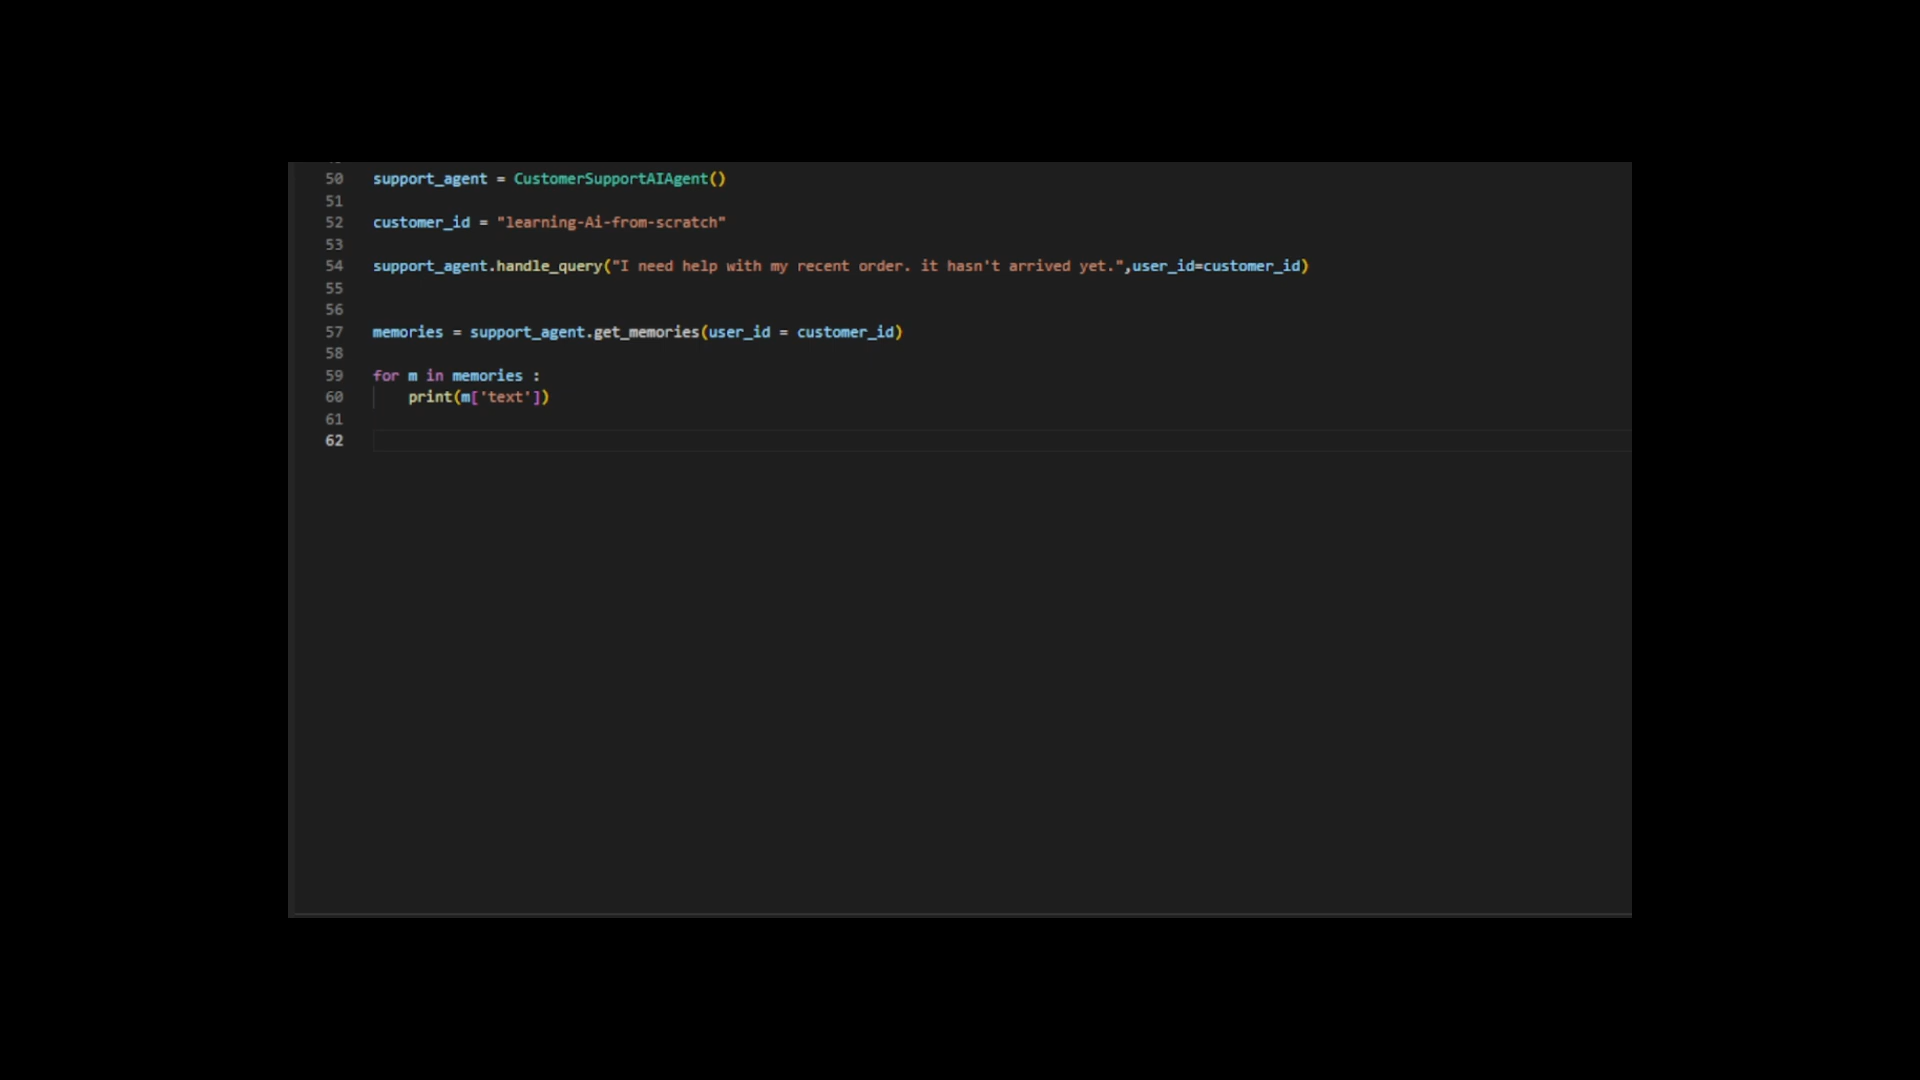 50 support_agent = CustomerSupportAIAgent()
51
52 customer_id = "learning-Ai-from-scratch"
53
54 support_agent.handle_query("I need help with my recent order. it hasn't arrived yet.",user_id=customer_id)
55
56
57 memories = support_agent.get_memories(user_id = customer_id)
58
59 for m in memories :
60     print(m['text'])
61
62